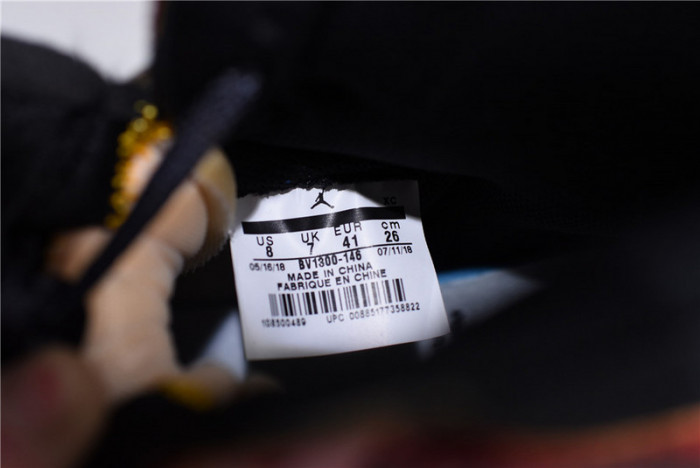 SC
US UK EUR cm
8 7 41 26
05/16/18 BV1300-146 07/11/18
MADE IN CHINA
FABRIQUE EN CHINE
108500489 UPC 00885177358822